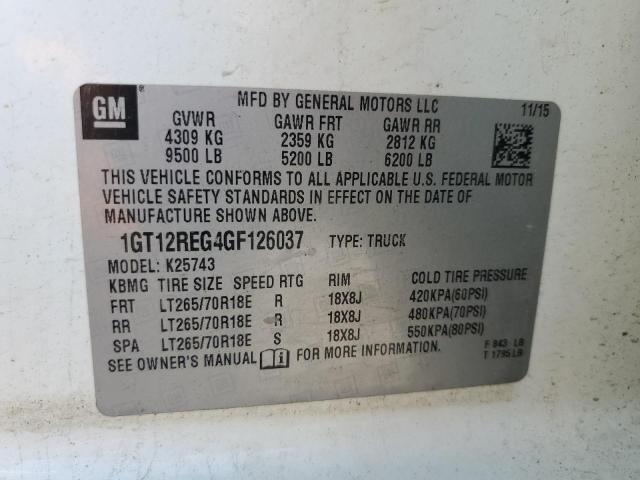 GM
MFD BY GENERAL MOTORS LLC 11/15
GVWR GAWR FRT GAWR RR
4309 KG 2359 KG 2812 KG
9500 LB 5200 LB 6200 LB
THIS VEHICLE CONFORMS TO ALL APPLICABLE U.S. FEDERAL MOTOR
VEHICLE SAFETY STANDARDS IN EFFECT ON THE DATE OF
MANUFACTURE SHOWN ABOVE.
1GT12REG4GF126037 TYPE: TRUCK
MODEL: K25743
KBMG TIRE SIZE SPEED RTG RIM COLD TIRE PRESSURE
FRT LT265/70R18E R 18X8J 420KPA(60PSI)
RR LT265/70R18E R 18X8J 480KPA(70PSI)
SPA LT265/70R18E S 18X8J 550KPA(80PSI)
SEE OWNER'S MANUAL FOR MORE INFORMATION.
F 843 LB
T 1795 LB